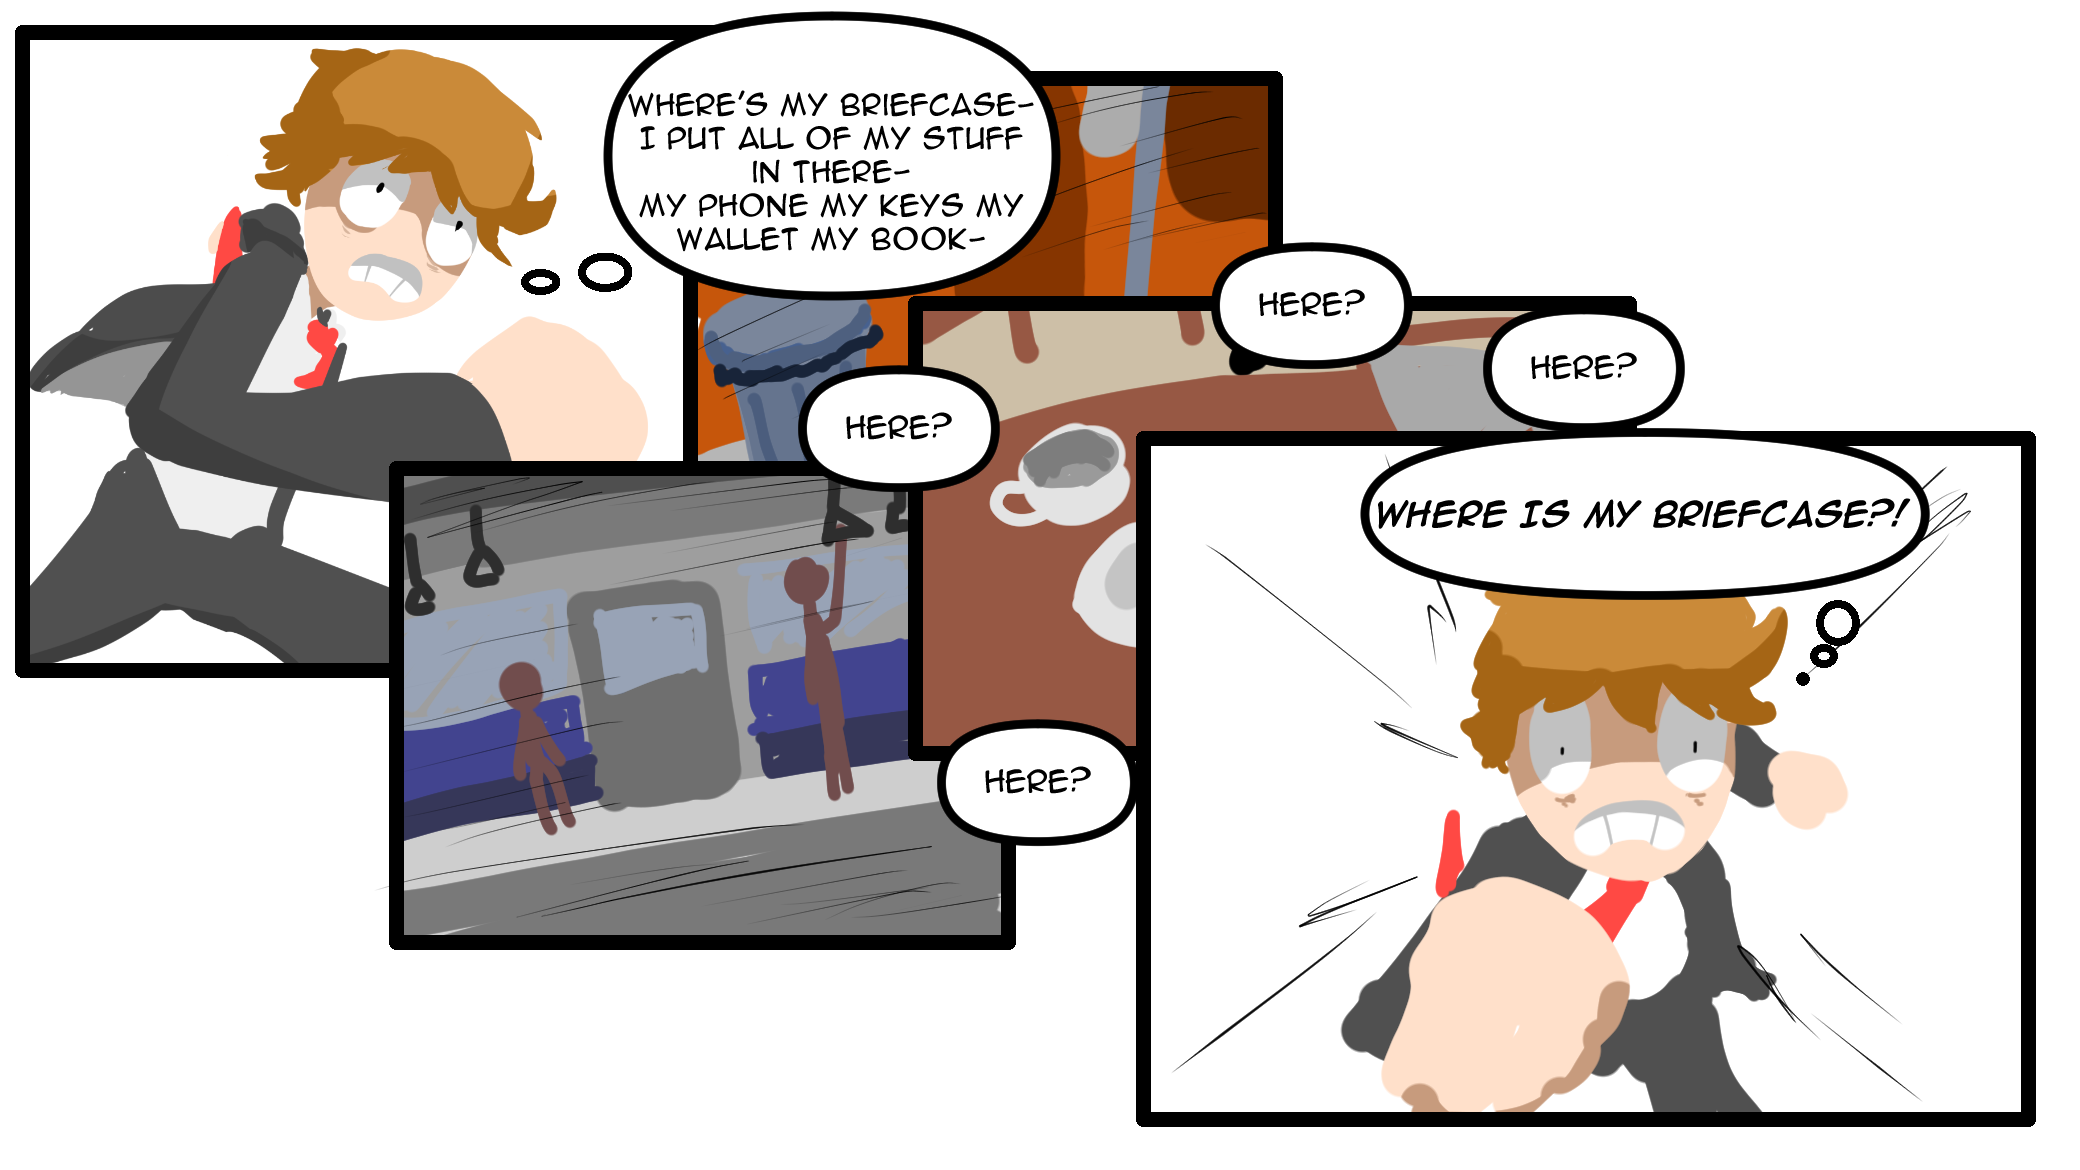 WHERE'S MY BRIEFCASE-
I PUT ALL OF MY STUFF
IN THERE-
MY PHONE MY KEYS MY
WALLET MY BOOK-
HERE?
HERE?
HERE?
HERE?
WHERE IS MY BRIEFCASE?!